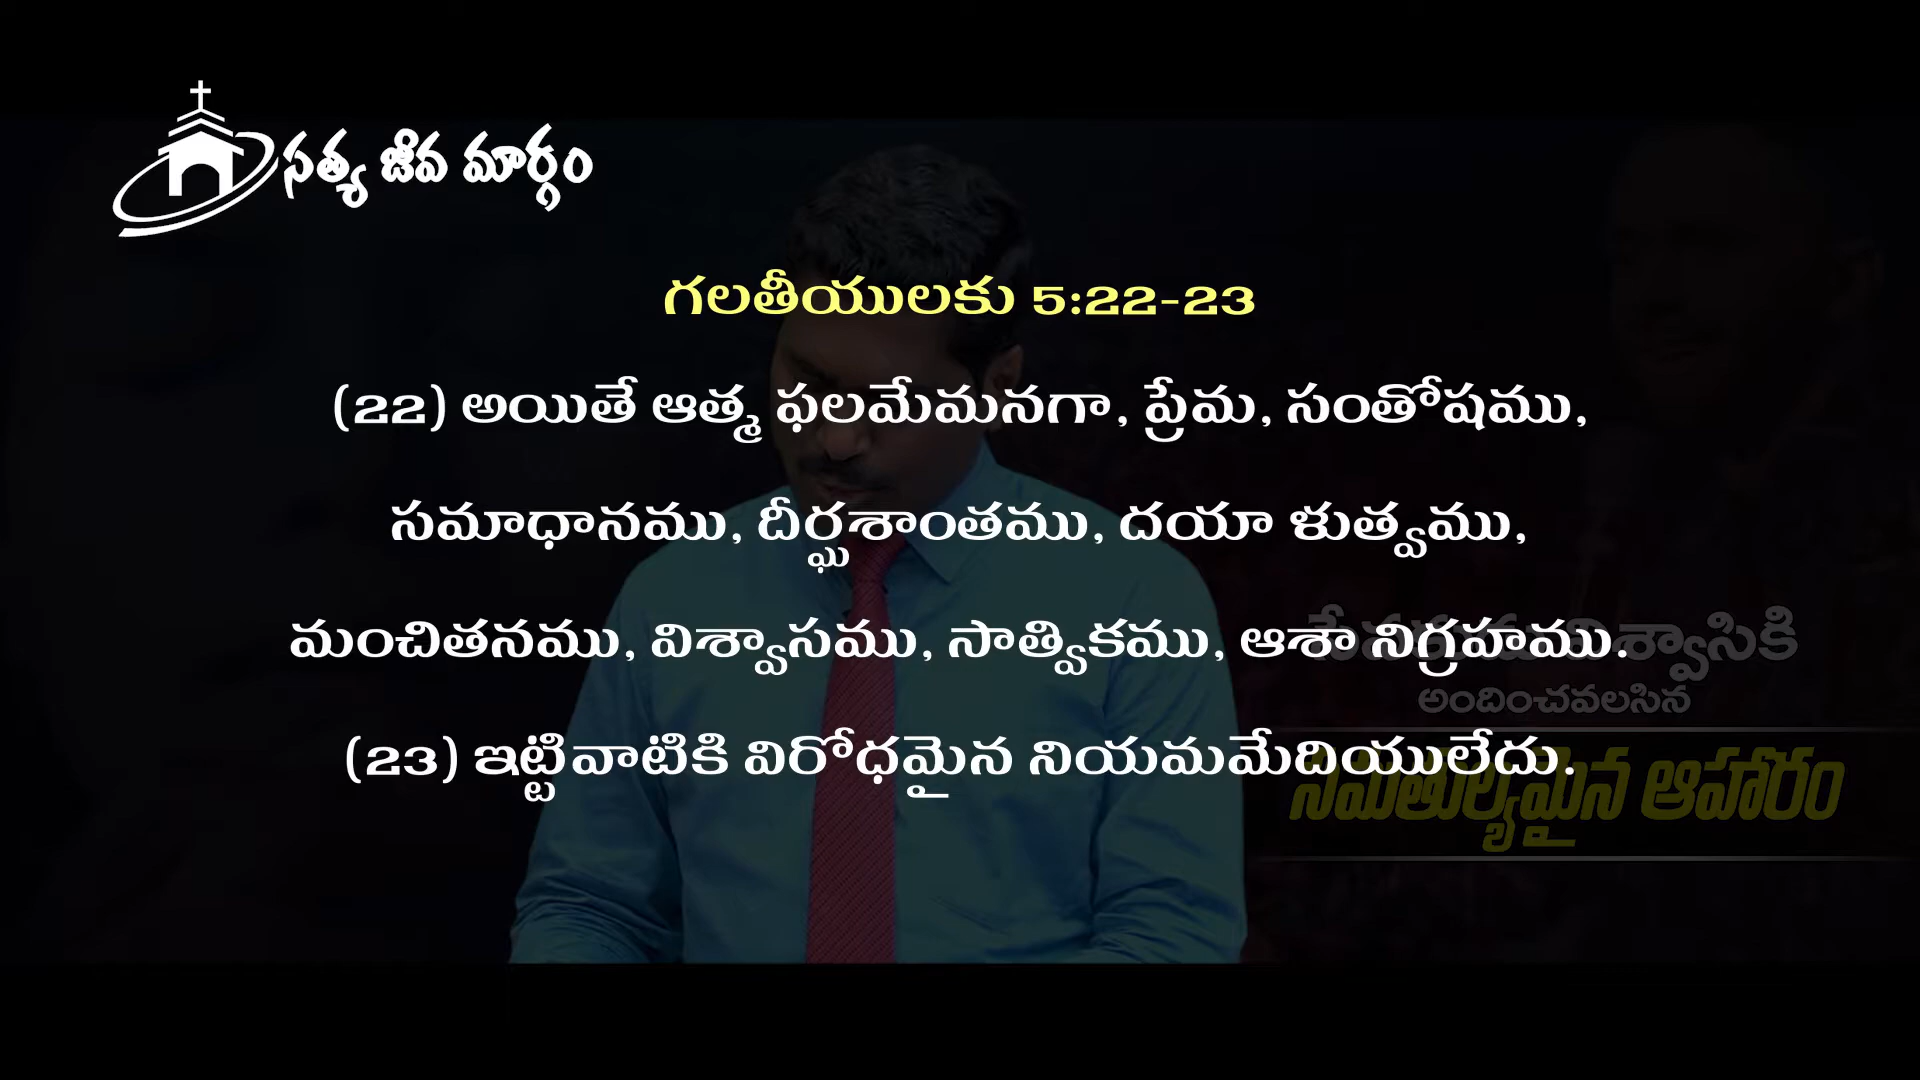 సత్య జీవ మార్గం
గలతీయులకు 5:22-23
(22) అయితే ఆత్మ ఫలమేమనగా, ప్రేమ, సంతోషము,
సమాధానము, దీర్ఘశాంతము, దయా ళుత్వము,
మంచితనము, విశ్వాసము, సాత్వికము, ఆశా నిగ్రహము.
(23) ఇట్టివాటికి విరోధమైన నియమమేదియులేదు.
విశ్వాసికి
అందించవలసిన
ఆహారం